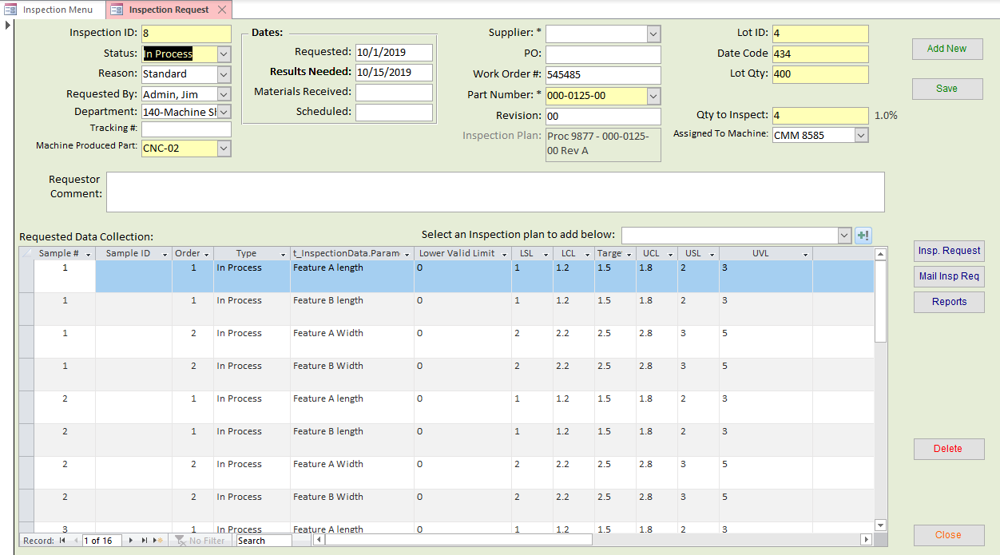 Inspection Menu
Inspection Request
Inspection ID: 8
Status: In Process
Reason: Standard
Requested By: Admin, Jim
Department: 140-Machine Sh
Tracking #:
Machine Produced Part: CNC-02
Dates:
Requested: 10/1/2019
Results Needed: 10/15/2019
Materials Received:
Scheduled:
Supplier: *
PO:
Work Order #: 545485
Part Number: * 000-0125-00
Revision: 00
Inspection Plan: Proc 9877 - 000-0125-
00 Rev A
Lot ID: 4
Date Code 434
Lot Qty: 400
Qty to Inspect: 4 1.0%
Assigned To Machine: CMM 8585
Add New
Save
Requestor
Comment:
Requested Data Collection:
Select an Inspection plan to add below:
Sample # Sample ID Order Type t_InspectionData.Param Lower Valid Limit LSL LCL Target UCL USL UVL
1 1 In Process Feature A length 0 1 1.2 1.5 1.8 2 3
1 1 In Process Feature B length 0 1 1.2 1.5 1.8 2 3
1 2 In Process Feature A Width 0 2 2.2 2.5 2.8 3 5
1 2 In Process Feature B Width 0 2 2.2 2.5 2.8 3 5
2 1 In Process Feature A length 0 1 1.2 1.5 1.8 2 3
2 1 In Process Feature B length 0 1 1.2 1.5 1.8 2 3
2 2 In Process Feature A Width 0 2 2.2 2.5 2.8 3 5
2 2 In Process Feature B Width 0 2 2.2 2.5 2.8 3 5
3 1 In Process Feature A length 0 1 1.2 1.5 1.8 2 3
Record: 1 of 16 No Filter Search
Insp. Request
Mail Insp Req
Reports
Delete
Close